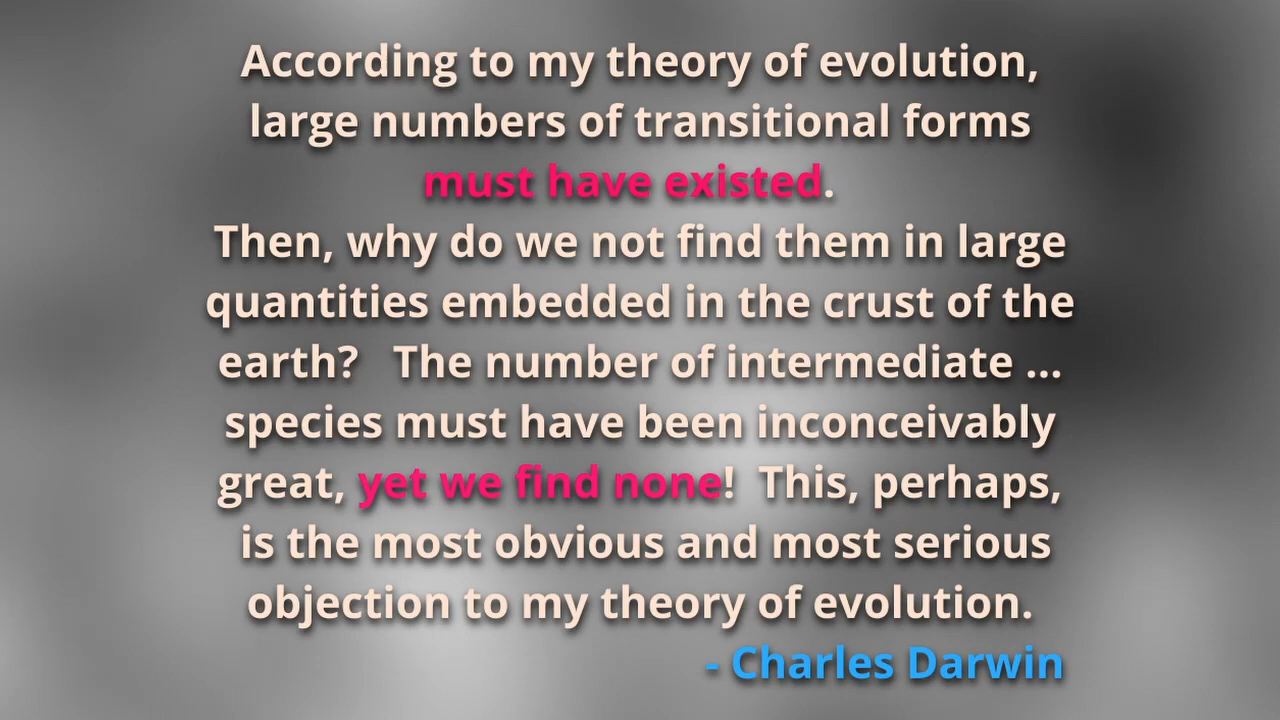 According to my theory of evolution,
large numbers of transitional forms
must have existed.
Then, why do we not find them in large
quantities embedded in the crust of the
earth?   The number of intermediate ...
species must have been inconceivably
great, yet we find none!  This, perhaps,
is the most obvious and most serious
objection to my theory of evolution.
- Charles Darwin